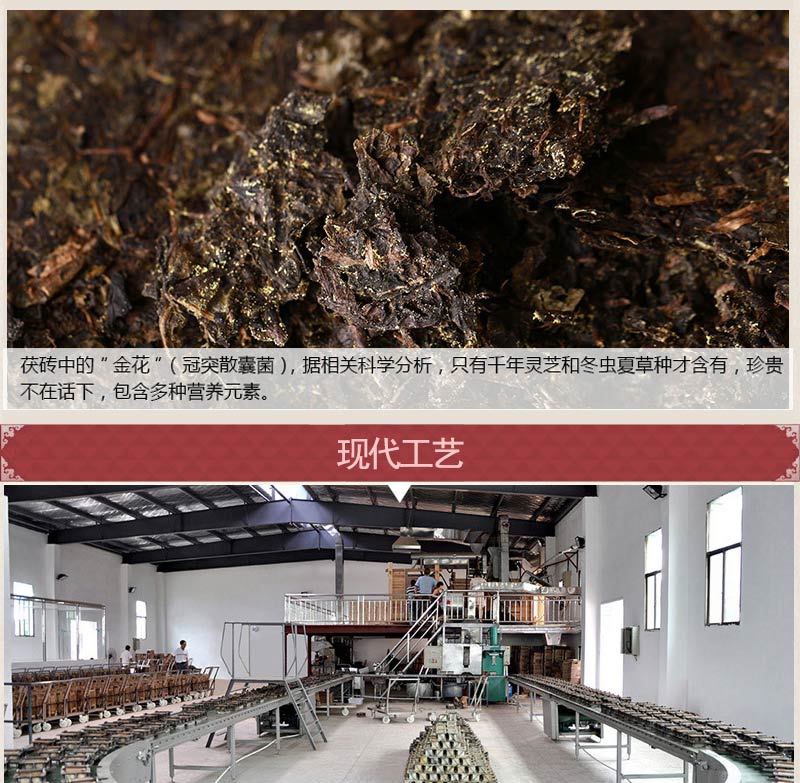 茯砖中的“金花”(冠突散囊菌)，据相关科学分析，只有千年灵芝和冬虫夏草种才含有，珍贵
不在话下，包含多种营养元素。
现代工艺